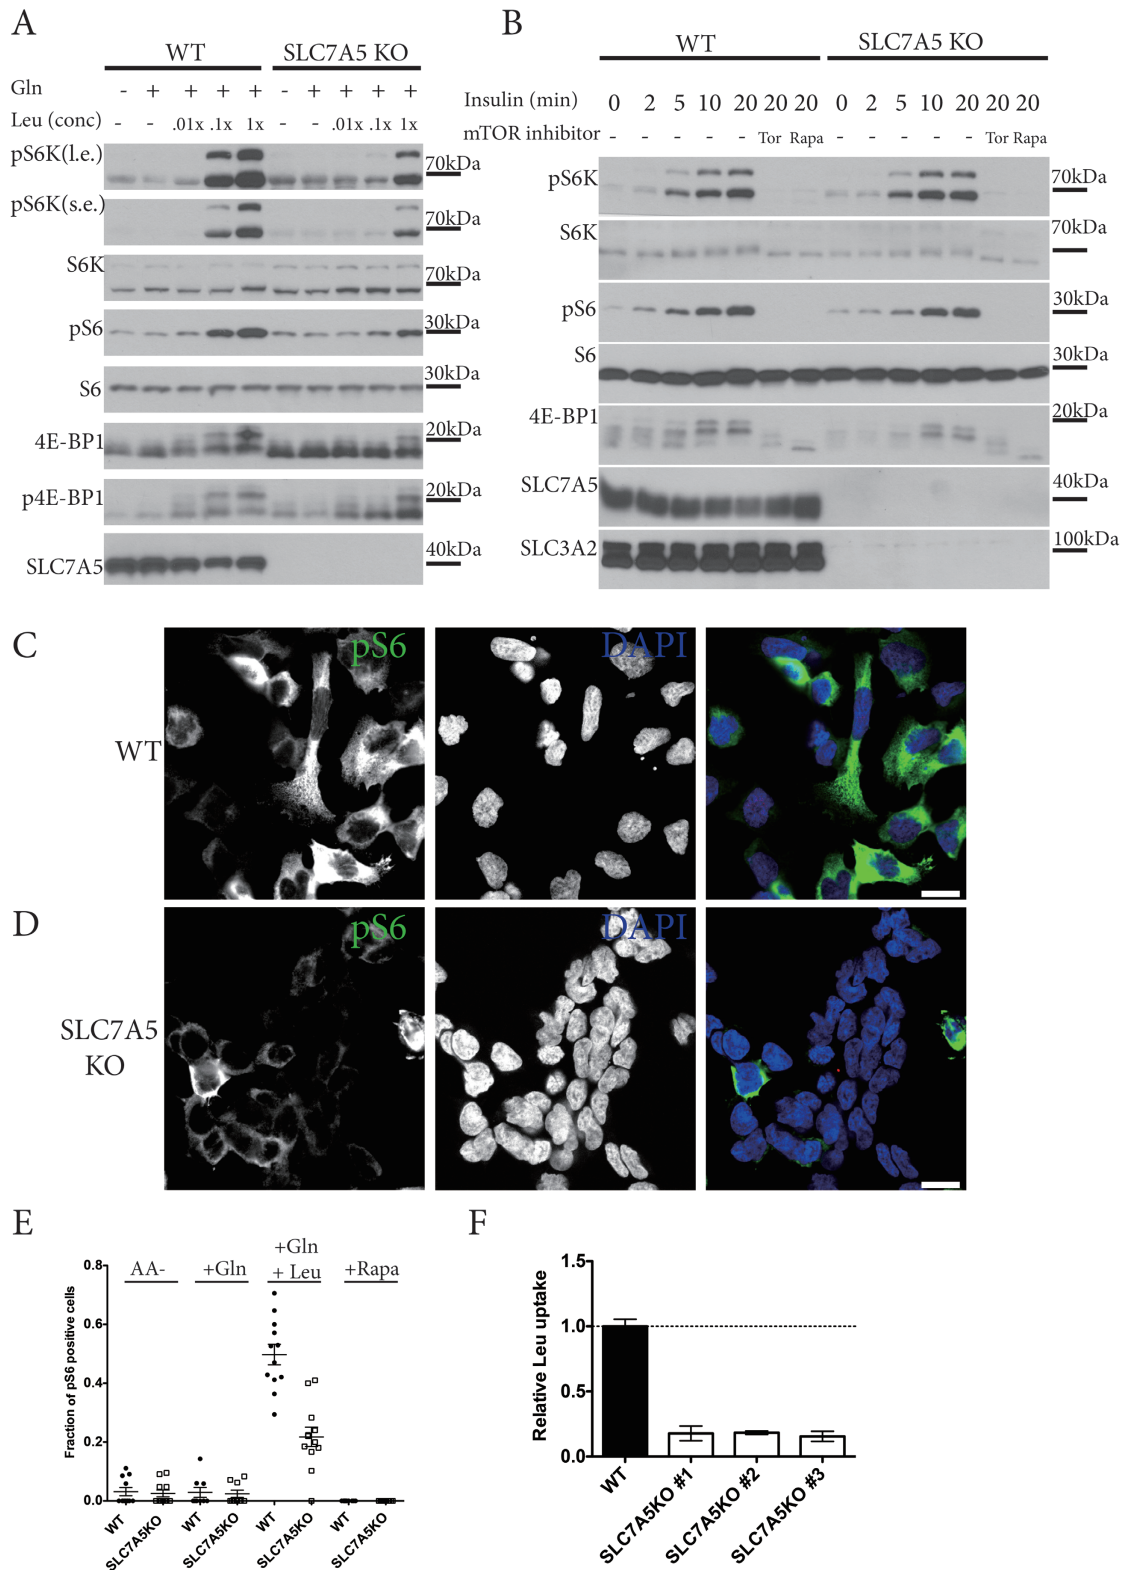 A
WT SLC7A5 KO
Gln - + + + + - + + + +
Leu (conc) - - .01x .1x 1x - - .01x .1x 1x
pS6K(l.e.) 70kDa
pS6K(s.e.) 70kDa
S6K 70kDa
pS6 30kDa
S6 30kDa
4E-BP1 20kDa
p4E-BP1 20kDa
SLC7A5 40kDa
B
WT SLC7A5 KO
Insulin (min) 0 2 5 10 20 20 20 0 2 5 10 20 20 20
mTOR inhibitor - - - - - Tor Rapa - - - - - Tor Rapa
pS6K 70kDa
S6K 70kDa
pS6 30kDa
S6 30kDa
4E-BP1 20kDa
SLC7A5 40kDa
SLC3A2 100kDa
C
pS6 DAPI
WT
D
pS6 DAPI
SLC7A5
KO
E
Fraction of pS6 positive cells
0.8
0.6
0.4
0.2
0.0
AA- +Gln +Gln + Leu +Rapa
WT SLC7A5KO WT SLC7A5KO WT SLC7A5KO WT SLC7A5KO
F
Relative Leu uptake
1.5
1.0
0.5
0.0
WT SLC7A5KO #1 SLC7A5KO #2 SLC7A5KO #3